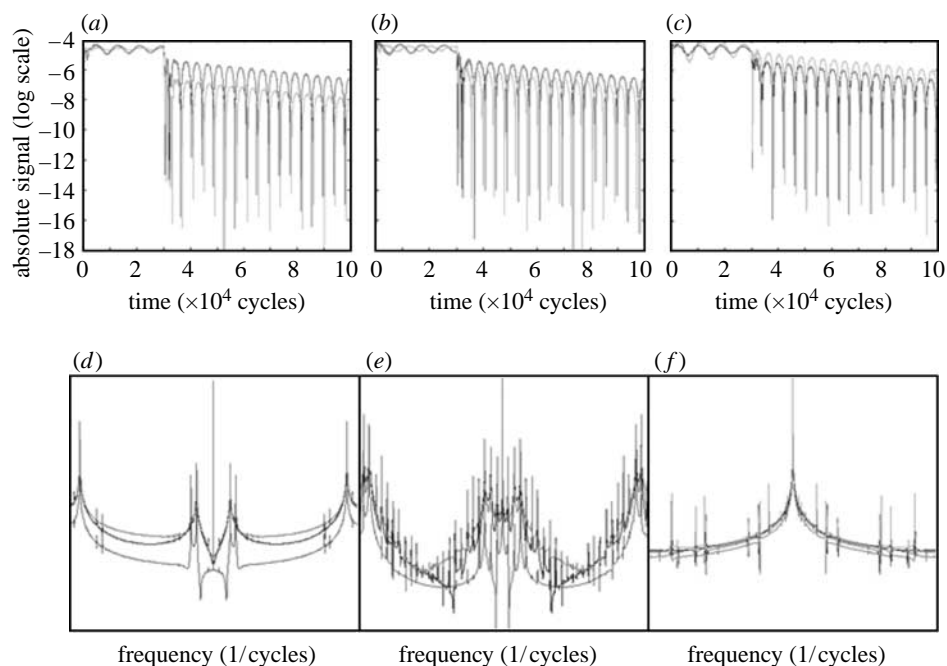 (a) (b) (c)
absolute signal (log scale)
−4
−6
−8
−10
−12
−14
−16
−18
0 2 4 6 8 10 0 2 4 6 8 10 0 2 4 6 8 10
time (×10⁴ cycles) time (×10⁴ cycles) time (×10⁴ cycles)
(d) (e) (f)
frequency (1/cycles) frequency (1/cycles) frequency (1/cycles)